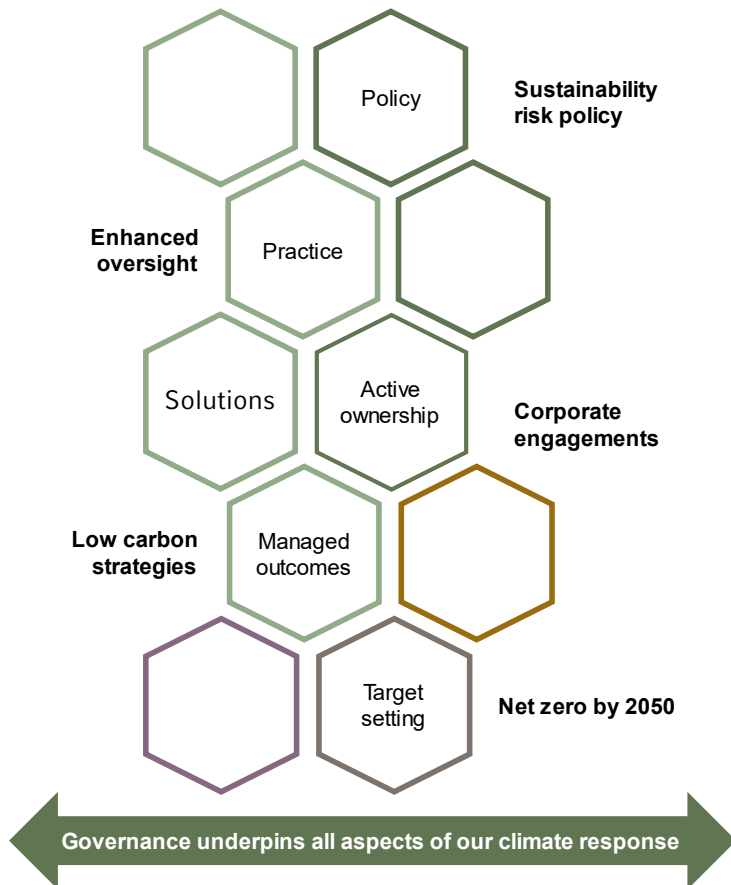 Policy
Sustainability
risk policy
Enhanced
oversight
Practice
Solutions
Active
ownership
Corporate
engagements
Low carbon
strategies
Managed
outcomes
Target
setting
Net zero by 2050
Governance underpins all aspects of our climate response